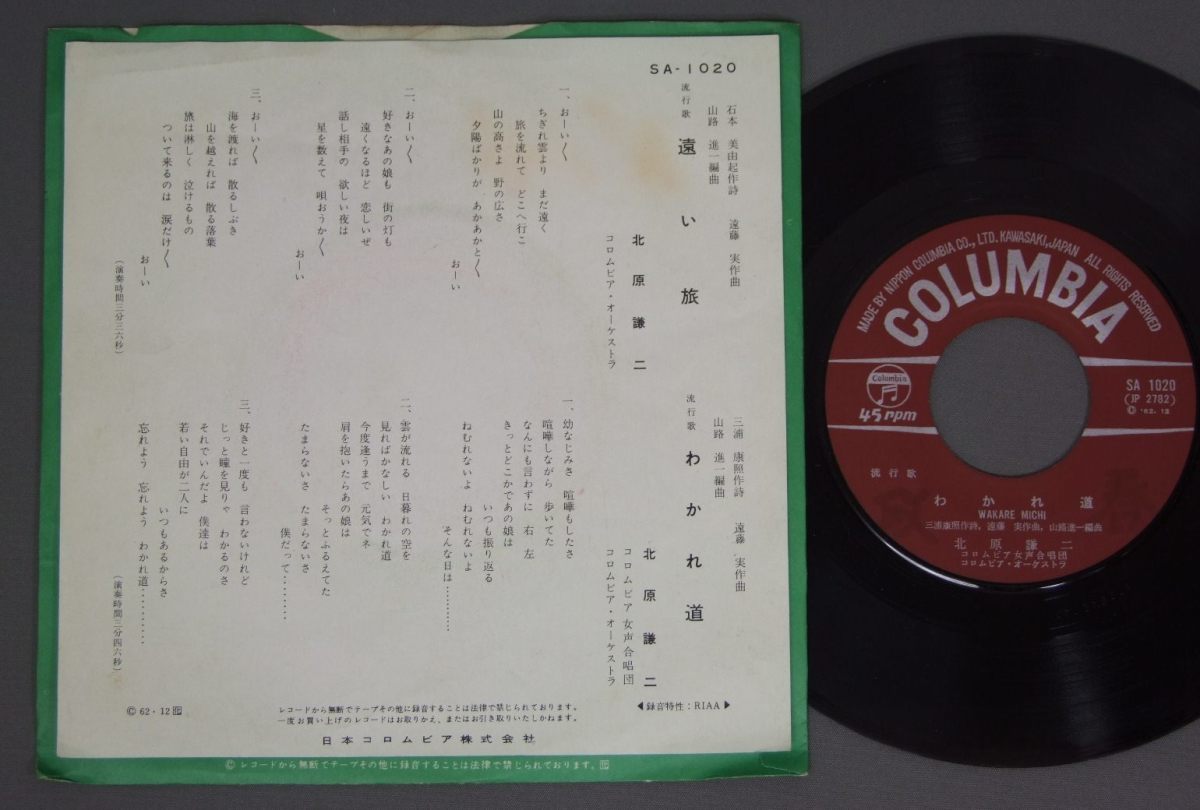 SA-1020
流行歌
遠い旅
石本 美由起作詩
遠藤 実作曲
山路 進一編曲
北原謙二
コロムビア・オーケストラ
一、おーい〱
ちぎれ雲より まだ遠く
旅を流れて どこへ行こ
山の高さよ 野の広さ
夕陽ばかりが あかあかと〱
おーい
二、おーい〱
好きなあの娘も 街の灯も
遠くなるほど 恋しいぜ
話し相手の 欲しい夜は
星を数えて 唄おうか〱
おーい
三、おーい〱
海を渡れば 散るしぶき
山を越えれば 散る落葉
旅は淋しく 泣けるもの
ついて来るのは 涙だけ〱
おーい
(演奏時間三分三六秒)
流行歌
わかれ道
三浦 康照作詩
遠藤 実作曲
山路 進一編曲
北原謙二
コロムビア女声合唱団
コロムビア・オーケストラ
一、幼なじみさ 喧嘩もしたさ
喧嘩しながら 歩いてた
なんにも言わずに 右 左
きっとどこかであの娘は
いつも振り返る
ねむれないよ ねむれないよ
そんな日は…………
二、雲が流れる 日暮れの空を
見ればかなしい わかれ道
今度逢うまで 元気でネ
肩を抱いたらあの娘は
そっとふるえてた
たまらないさ たまらないさ
僕だって…………
三、好きと一度も 言わないけれど
じっと瞳を見りゃ わかるのさ
それでいんだよ 僕達は
若い自由が二人に
いつもあるからさ
忘れよう 忘れよう わかれ道…………
(演奏時間三分四六秒)
© 62・12
レコードから無断でテープその他に録音することは法律で禁じられております。
一度お買い上げのレコードはお取りかえ、またはお引き取りいたしかねます。
◀録音特性:RIAA▶
日本コロムビア株式会社
© レコードから無断でテープその他に録音することは法律で禁じられております。
MADE BY NIPPON COLUMBIA CO., LTD. KAWASAKI, JAPAN ALL RIGHTS RESERVED
COLUMBIA
Columbia
45 rpm
SA 1020
(JP 2782)
© '62. 12
流行歌
わかれ道
WAKARE MICHI
三浦康照作詩, 遠藤 実作曲, 山路進一編曲
北原謙二
コロムビア女声合唱団
コロムビア・オーケストラ